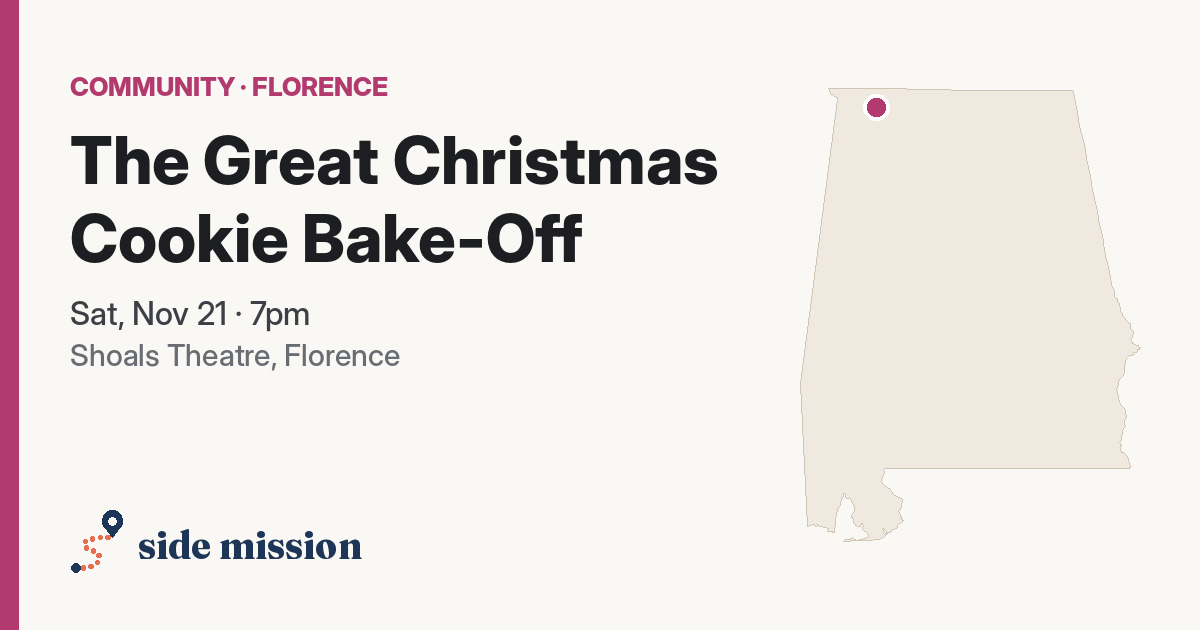 COMMUNITY · FLORENCE
The Great Christmas
Cookie Bake-Off
Sat, Nov 21 · 7pm
Shoals Theatre, Florence
side mission